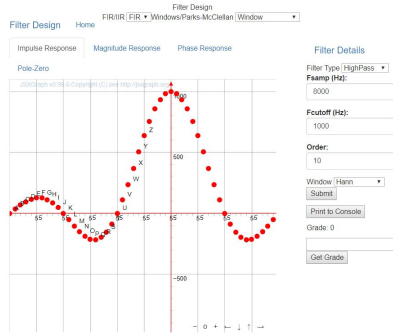 Filter Design
FIR/IIR FIR Windows/Parks-McClellan Window
Filter Design Home
Impulse Response Magnitude Response Phase Response
Pole-Zero
Filter Details
Filter Type HighPass
Fsamp (Hz):
8000
Fcutoff (Hz):
1000
Order:
10
Window Hann
Submit
Print to Console
Grade: 0
Get Grade
500
-500
E F G H I J K L M N O P Q R S U V W X Y Z
- o + ← ↓ ↑ →